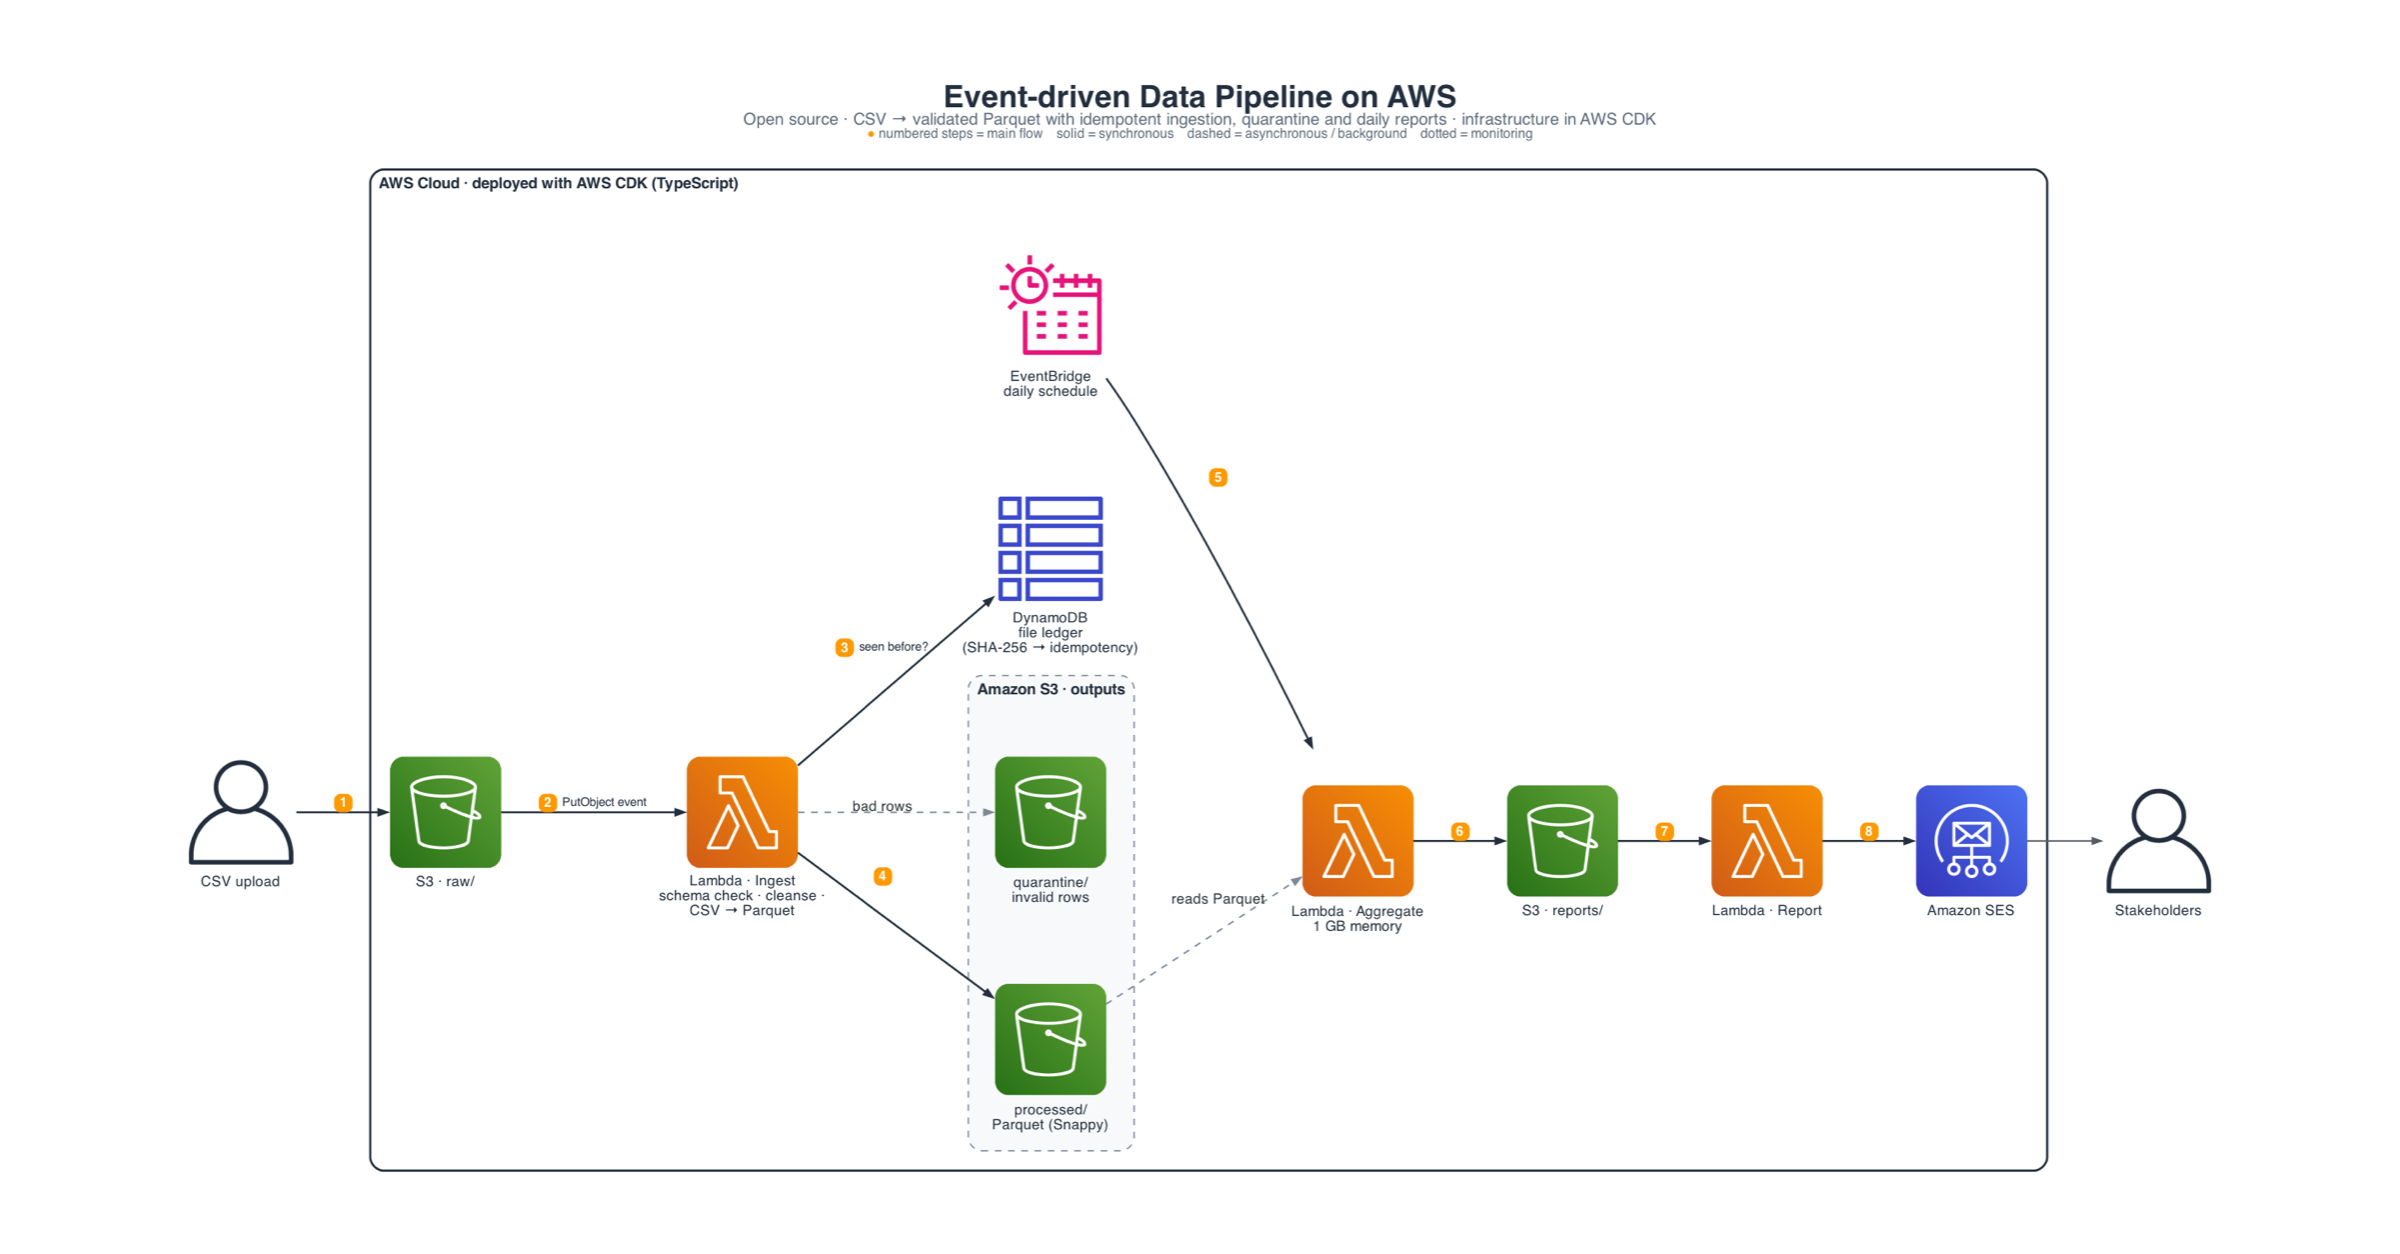 Event-driven Data Pipeline on AWS
Open source · CSV → validated Parquet with idempotent ingestion, quarantine and daily reports · infrastructure in AWS CDK
● numbered steps = main flow solid = synchronous dashed = asynchronous / background dotted = monitoring
AWS Cloud · deployed with AWS CDK (TypeScript)
EventBridge
daily schedule
5
DynamoDB
file ledger
(SHA-256 → idempotency)
3 seen before?
Amazon S3 · outputs
1
CSV upload
S3 · raw/
2 PutObject event
Lambda · Ingest
schema check · cleanse ·
CSV → Parquet
bad rows
4
quarantine/
invalid rows
processed/
Parquet (Snappy)
reads Parquet
Lambda · Aggregate
1 GB memory
6
S3 · reports/
7
Lambda · Report
8
Amazon SES
Stakeholders